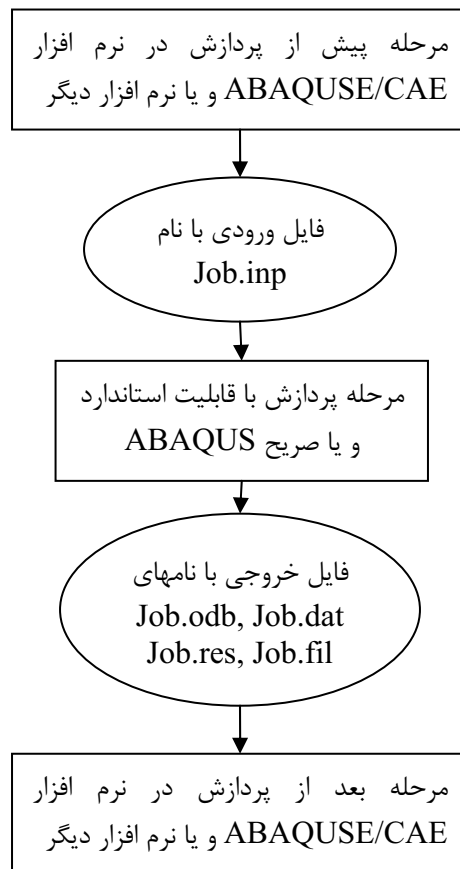 مرحله پیش از پردازش در نرم افزار
ABAQUSE/CAE و یا نرم افزار دیگر
فایل ورودی با نام
Job.inp
مرحله پردازش با قابلیت استاندارد
و یا صریح ABAQUS
فایل خروجی با نامهای
Job.odb, Job.dat
Job.res, Job.fil
مرحله بعد از پردازش در نرم افزار
ABAQUSE/CAE و یا نرم افزار دیگر